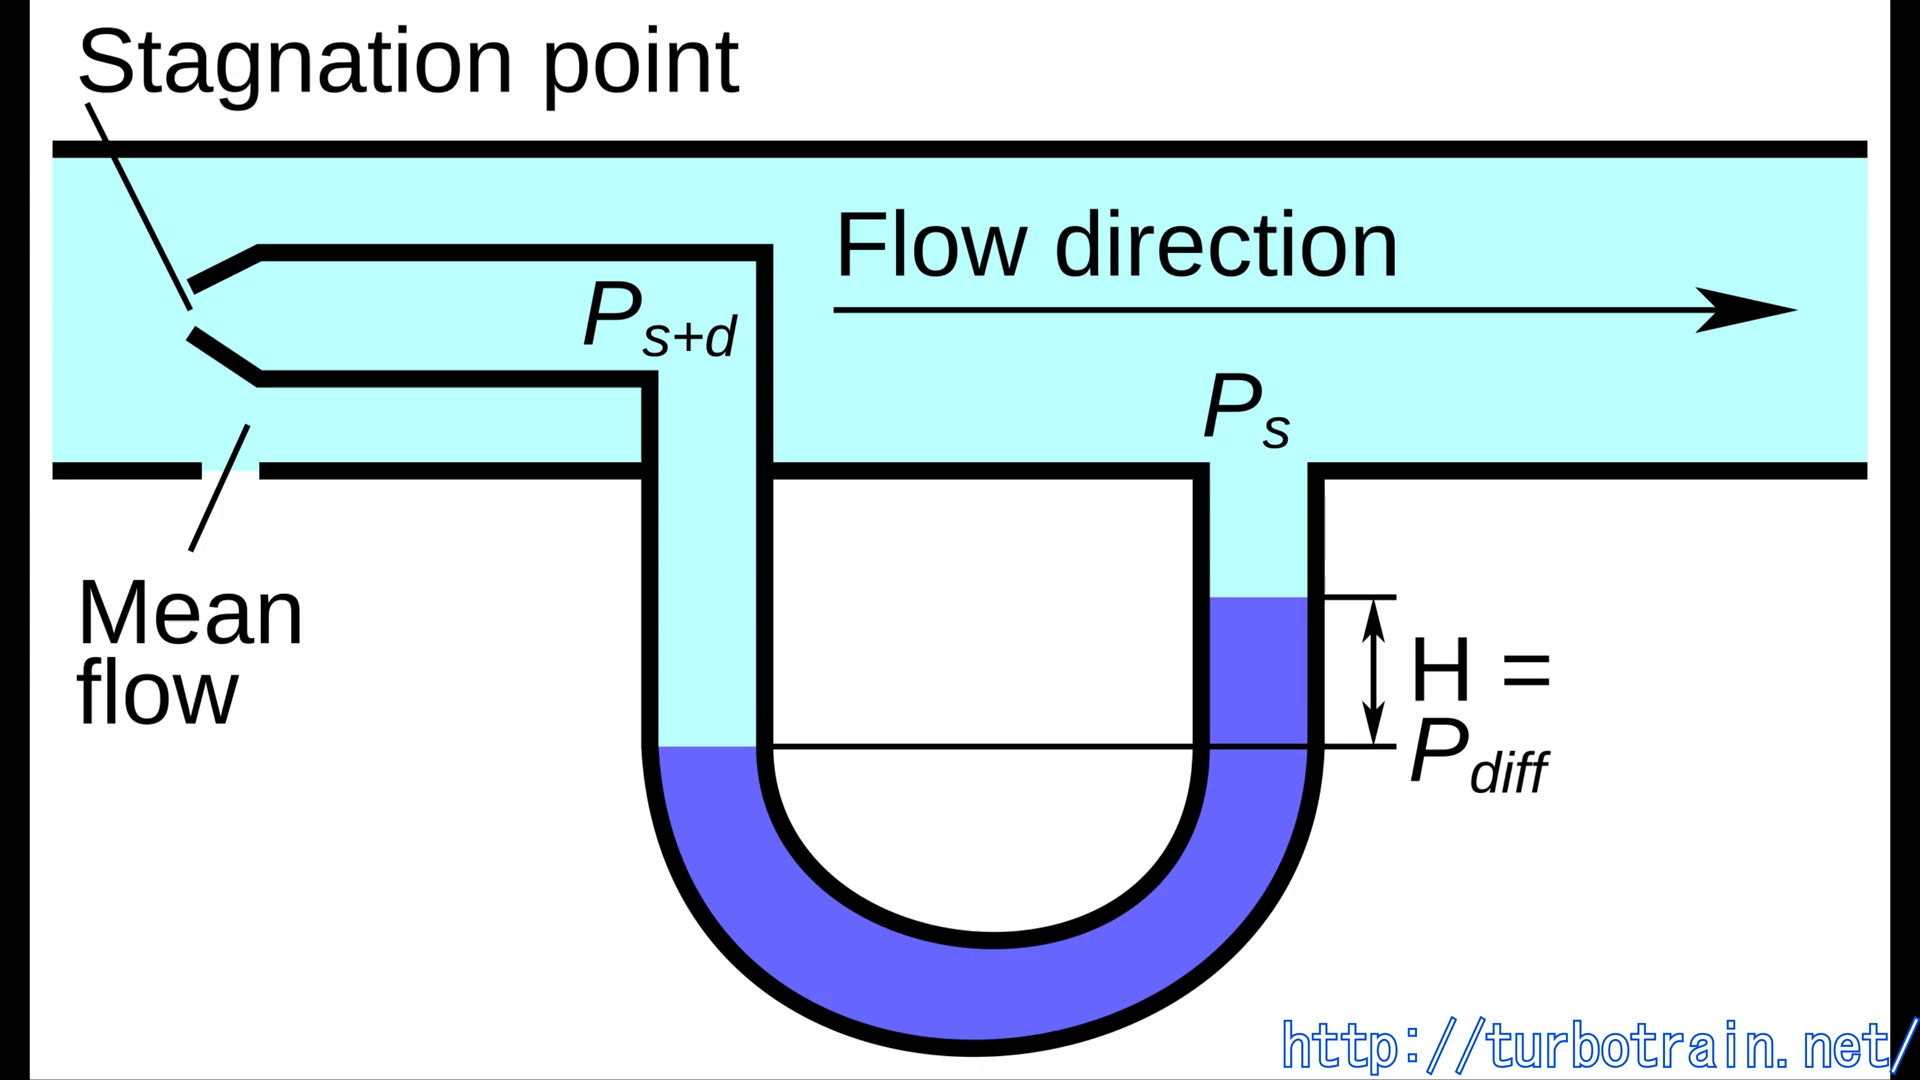 Stagnation point
Flow direction
Ps+d
Ps
Mean
flow
H =
Pdiff
http://turbotrain.net/